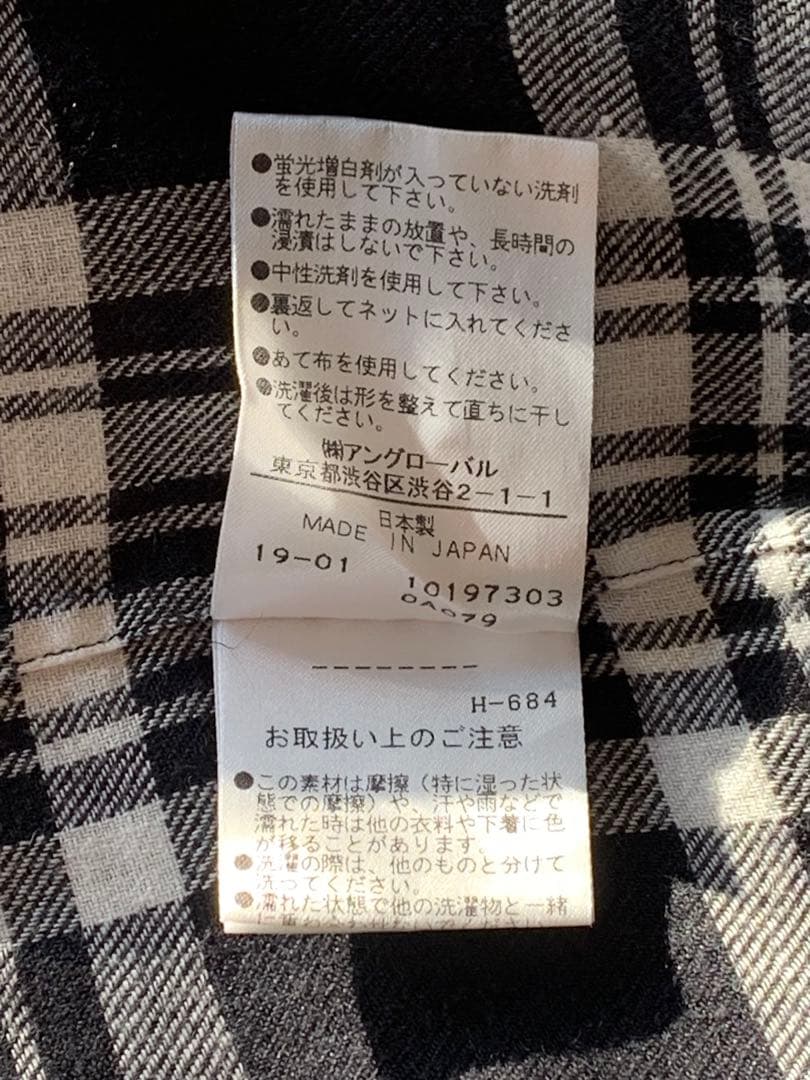 ●蛍光増白剤が入っていない洗剤
を使用して下さい。
●濡れたままの放置や、長時間の
浸漬はしないで下さい。
●中性洗剤を使用して下さい。
●裏返してネットに入れてくださ
い。
●あて布を使用してください。
●洗濯後は形を整えて直ちに干し
てください。
㈱アングローバル
東京都渋谷区渋谷2-1-1
日本製
MADE IN JAPAN
19-01
10197303
0A079
---------
H-684
お取扱い上のご注意
●この素材は摩擦(特に湿った状
態での摩擦)や、汗や雨などで
濡れた時は他の衣料や下着に色
が移ることがあります。
●洗濯の際は、他のものと分けて
洗ってください。
●濡れた状態で他の洗濯物と一緒
に